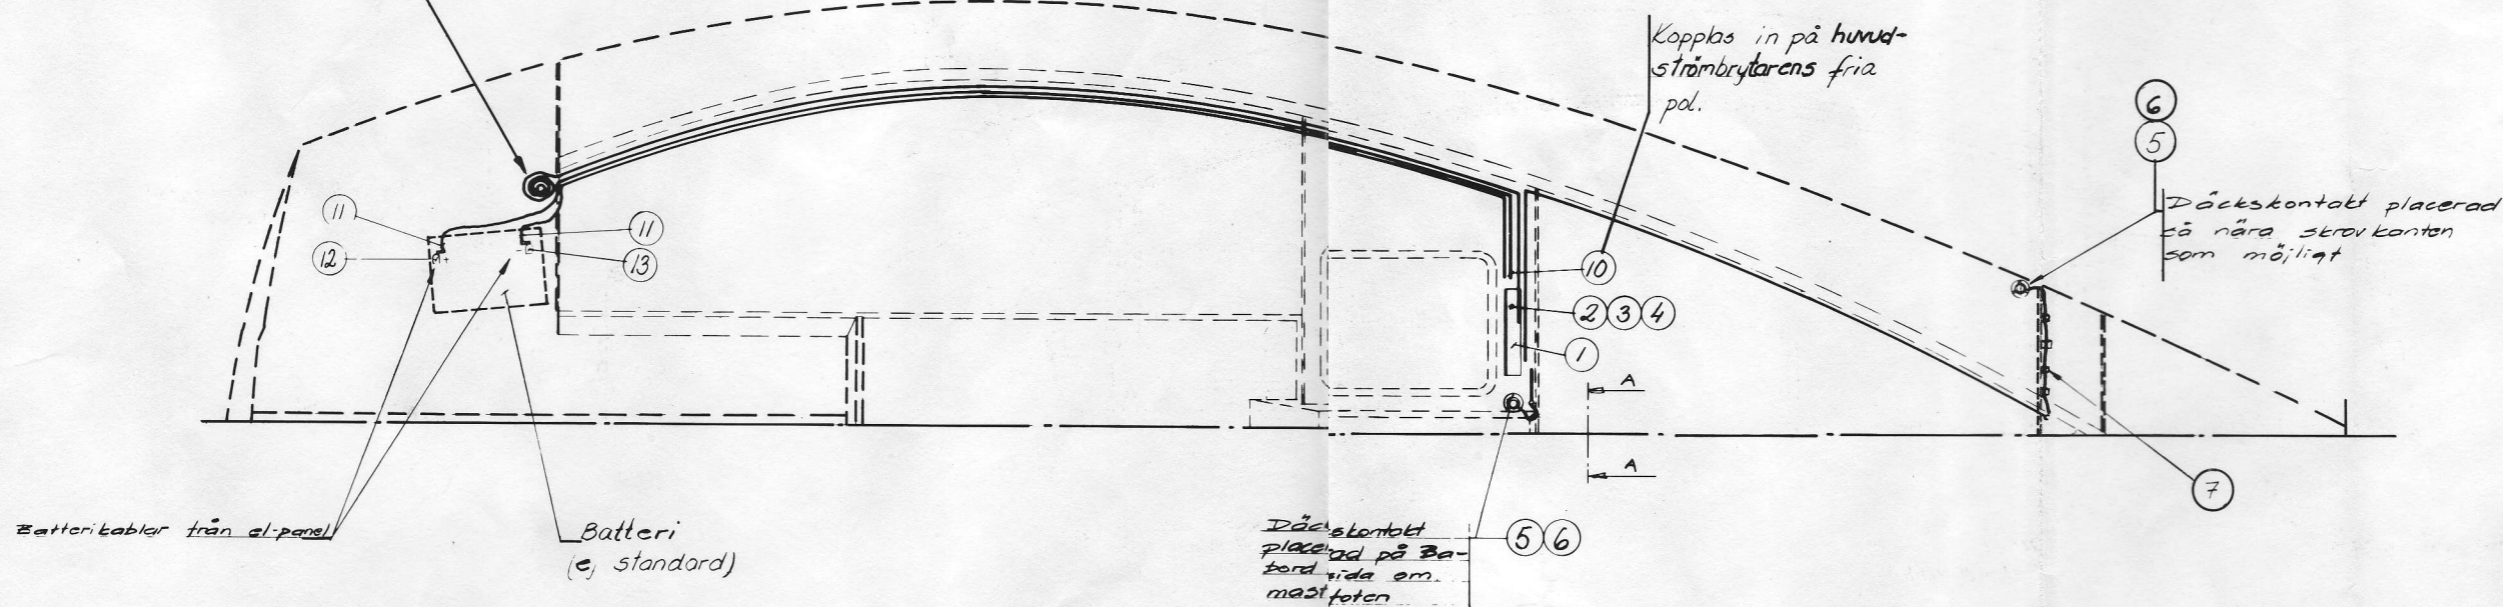 Kopplas in på huvud-
strömbrytarens fria
pol.
6
5
Däckskontakt placerad
så nära skrovkanten
som möjligt
11
11
12
+
-
13
10
2 3 4
1
A
A
7
Batterikablar från el-panel
Batteri
(ej standard)
Däckskontakt
placerad på Ba-
bord sida om
mastfoten
5 6